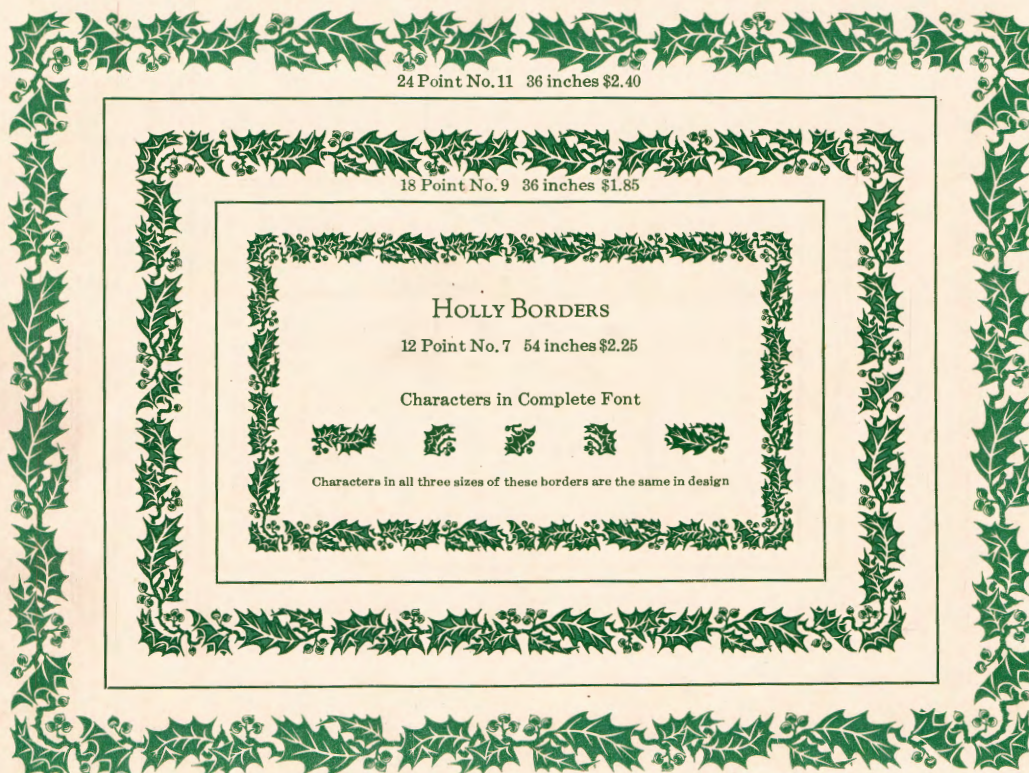 24 Point No. 11 36 inches $2.40
18 Point No. 9 36 inches $1.85
HOLLY BORDERS
12 Point No. 7 54 inches $2.25
Characters in Complete Font
Characters in all three sizes of these borders are the same in design